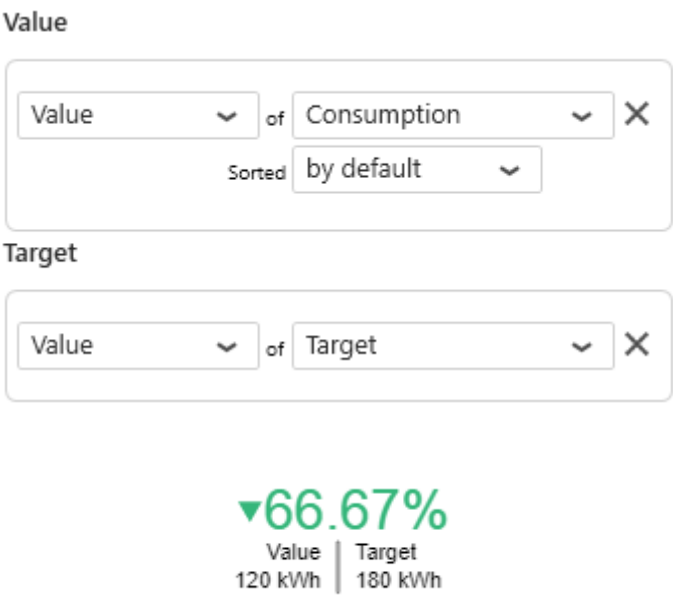 Value
Value of Consumption
Sorted by default
Target
Value of Target
▼66.67%
Value | Target
120 kWh | 180 kWh